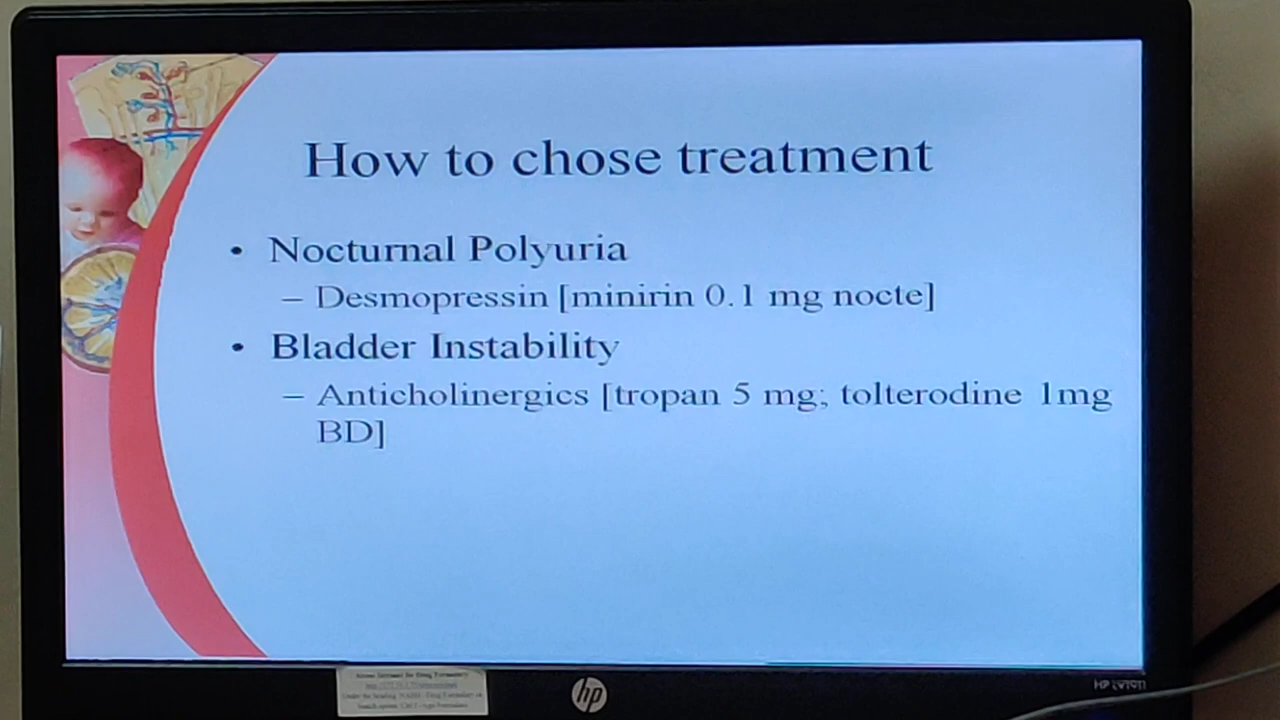 How to chose treatment
• Nocturnal Polyuria
– Desmopressin [minirin 0.1 mg nocte]
• Bladder Instability
– Anticholinergics [tropan 5 mg; tolterodine 1mg
BD]
hp